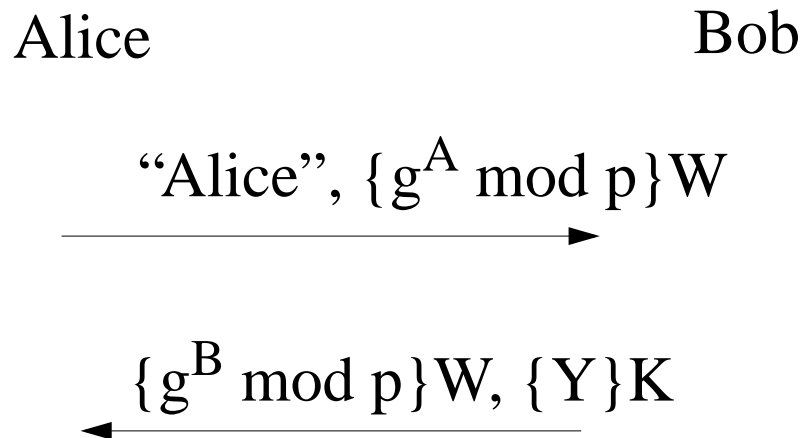 Alice Bob
“Alice”, {g^A mod p}W
{g^B mod p}W, {Y}K